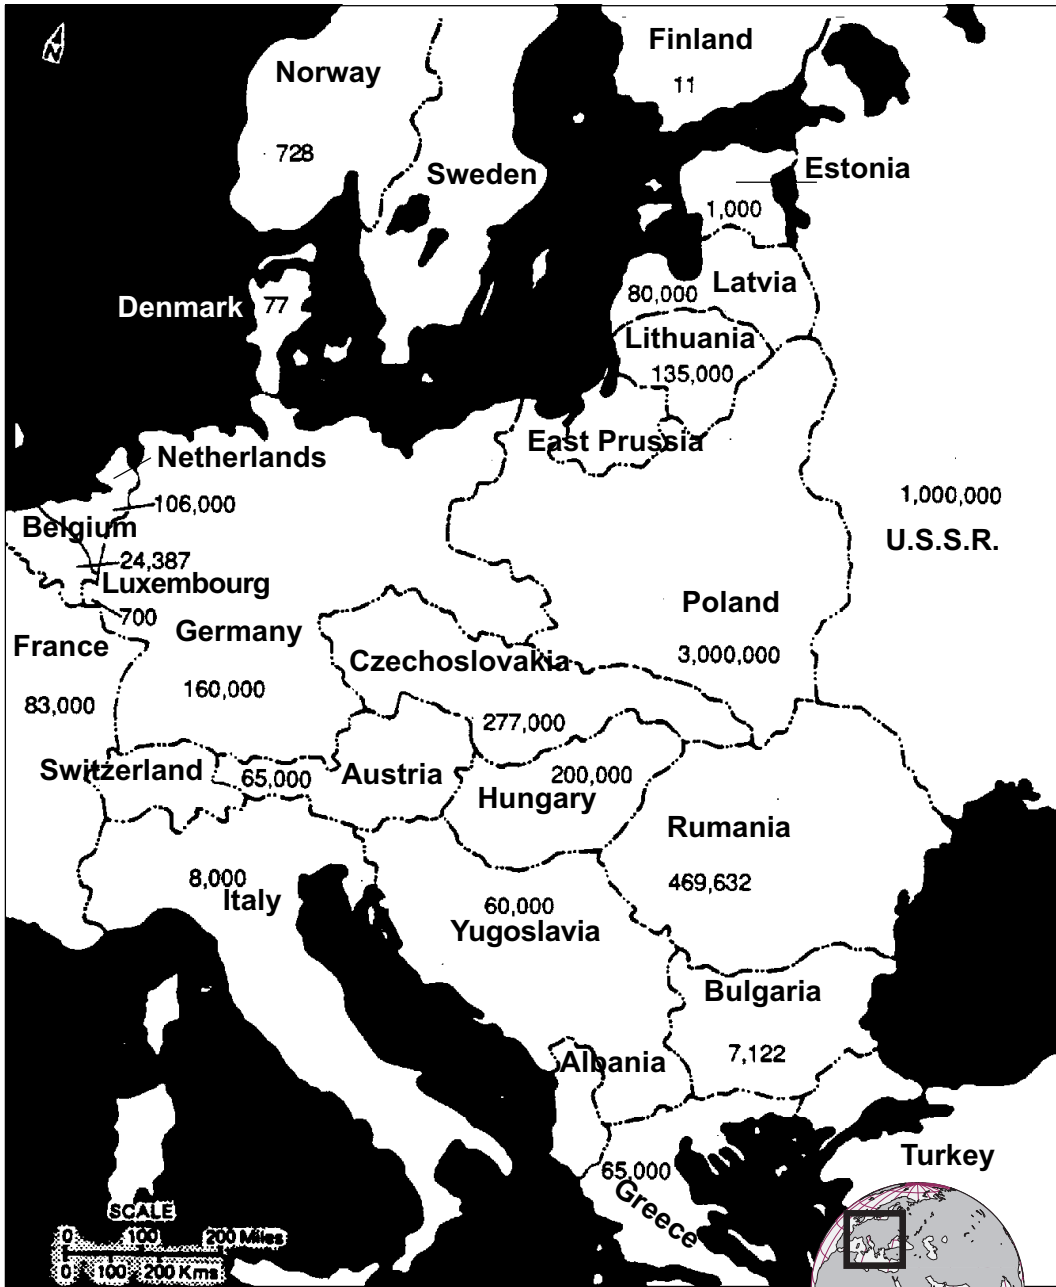 N
Finland
11
Norway
728
Sweden
Estonia
1,000
Latvia
80,000
Denmark
77
Lithuania
135,000
East Prussia
Netherlands
106,000
Belgium
24,387
Luxembourg
700
1,000,000
U.S.S.R.
Poland
3,000,000
France
83,000
Germany
160,000
Czechoslovakia
277,000
Switzerland
65,000
Austria
200,000
Hungary
Rumania
469,632
8,000
Italy
60,000
Yugoslavia
Bulgaria
7,122
Albania
65,000
Greece
Turkey
SCALE
0 100 200 Miles
0 100 200 Kms